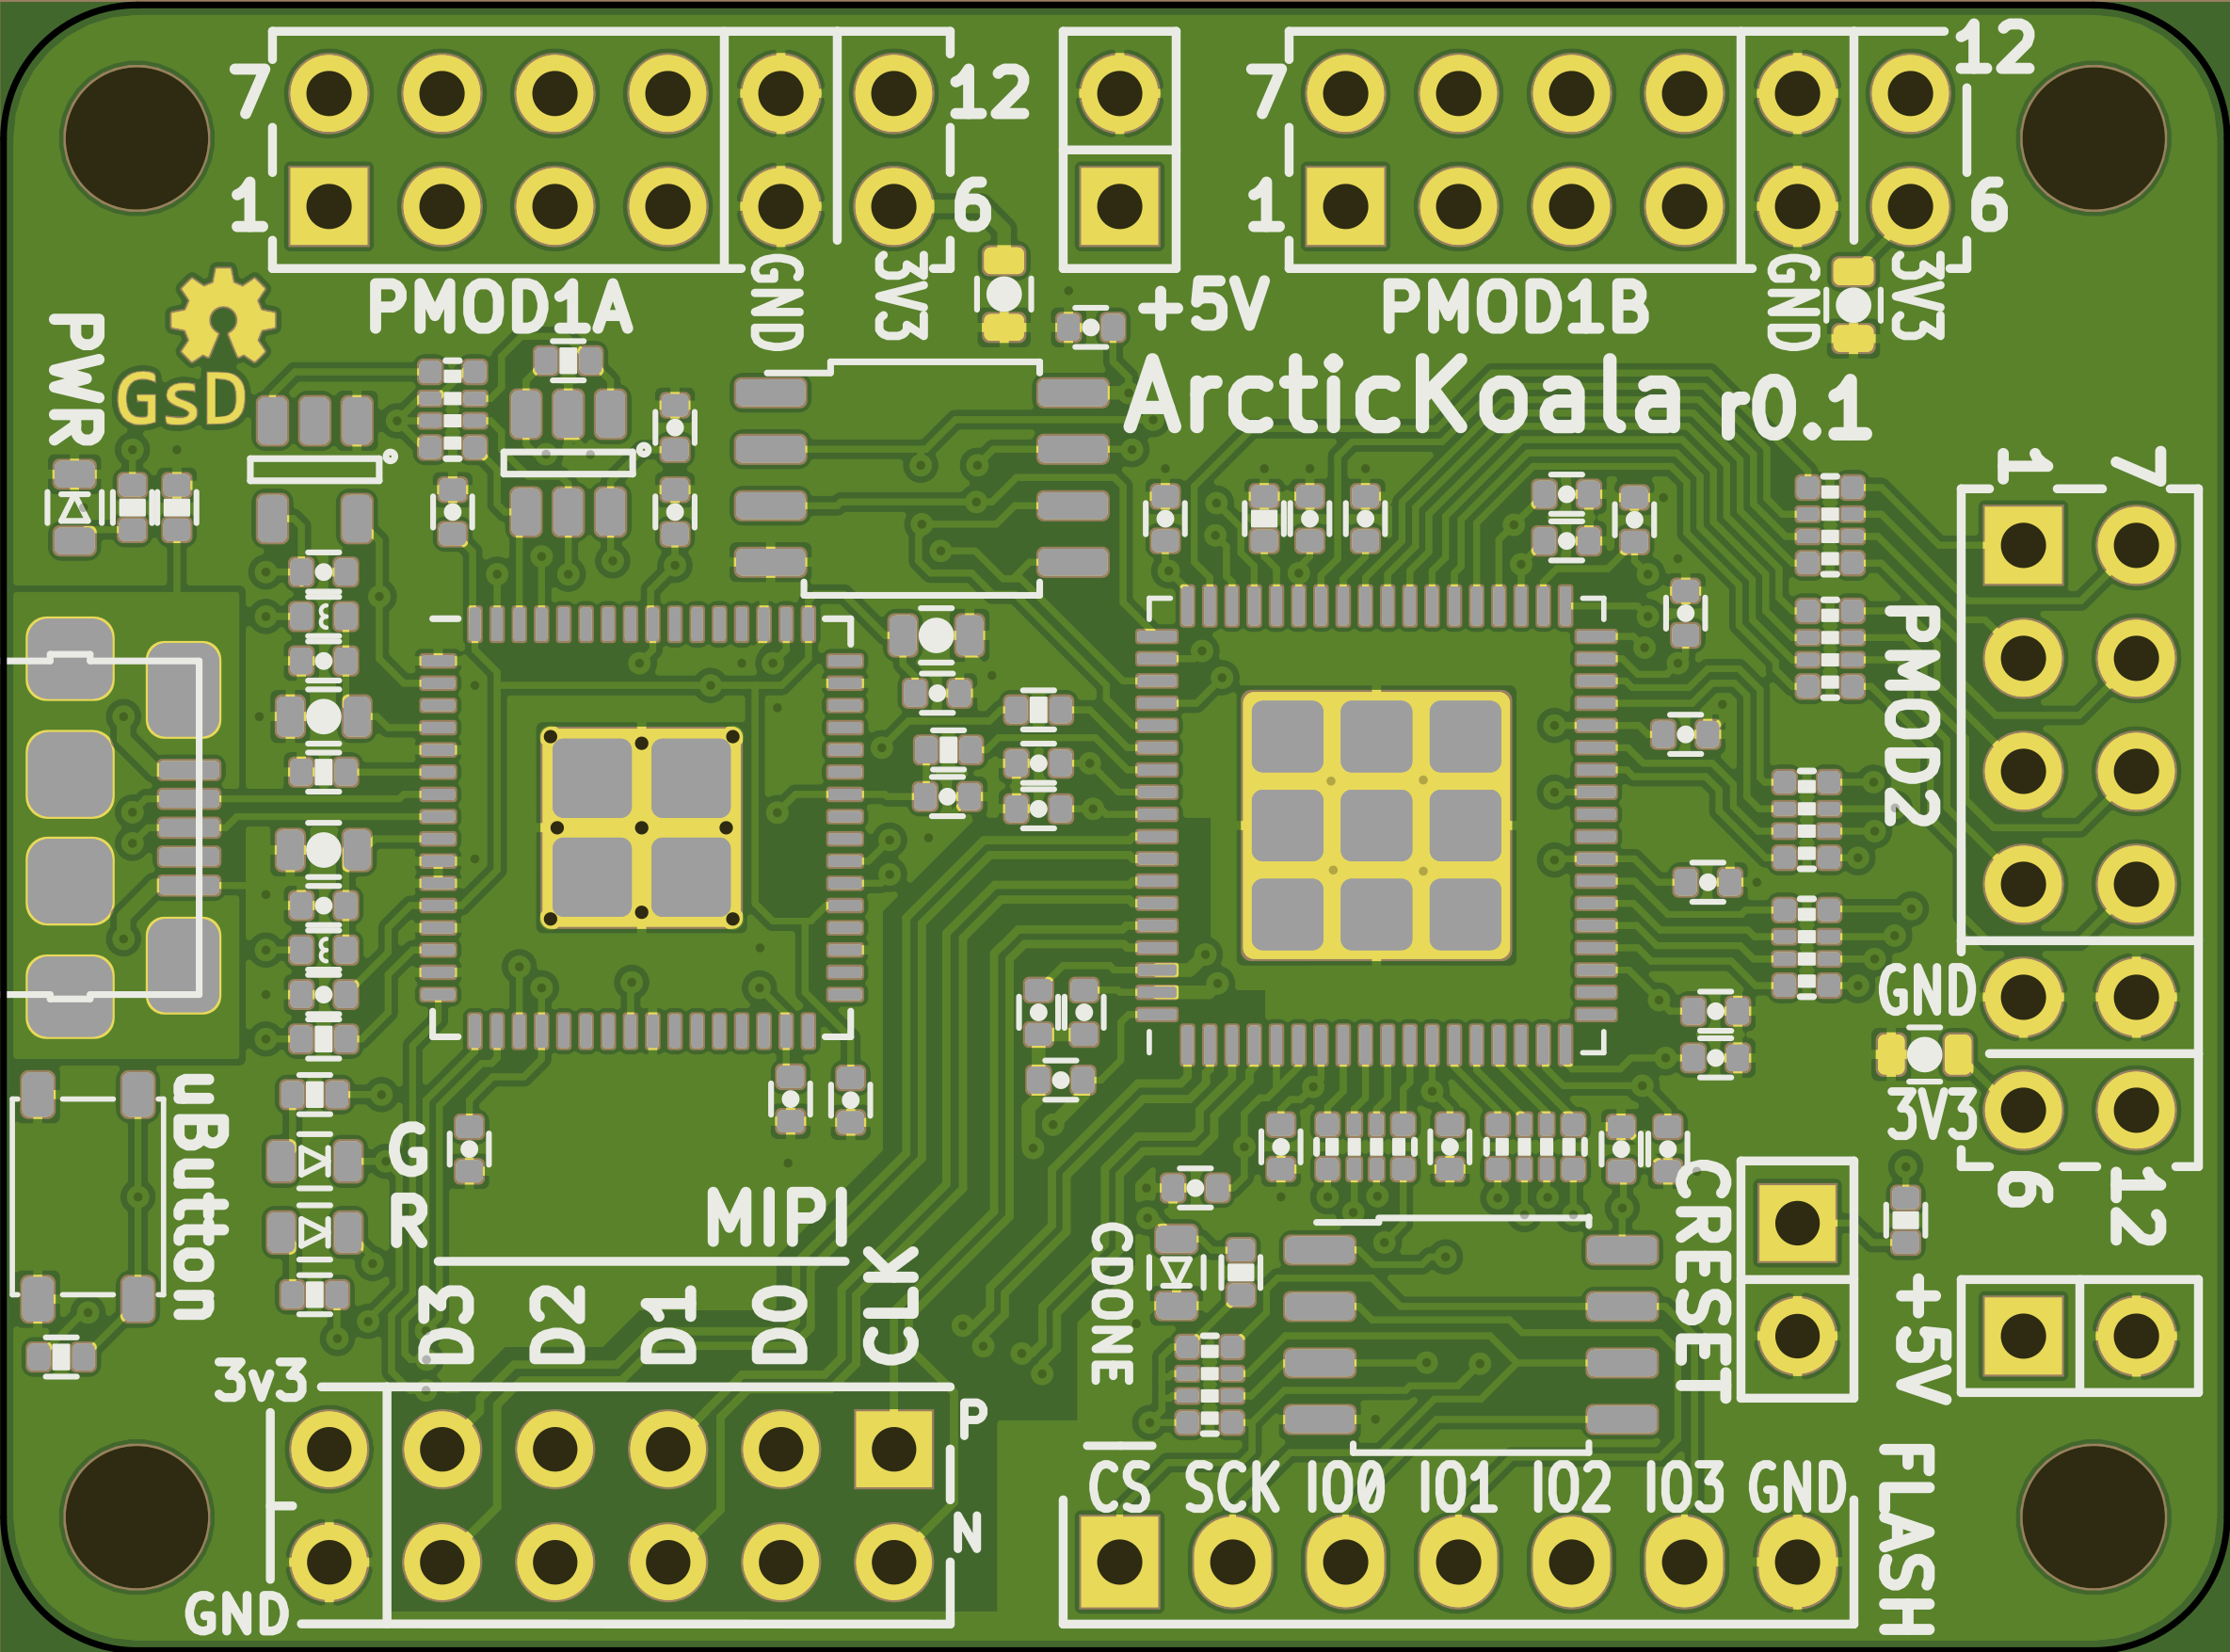 7 12
1 6
PMOD1A GND 3V3
+5V
7 12
1 6
PMOD1B GND 3V3
GsD
PWR
ArcticKoala r0.1
1 7
PMOD2
GND
3V3
6 12
uButton
G
R
MIPI
D3 D2 D1 D0 CLK
3v3
P
N
GND
CDONE
CRESET
+5V
CS SCK IO0 IO1 IO2 IO3 GND
FLASH